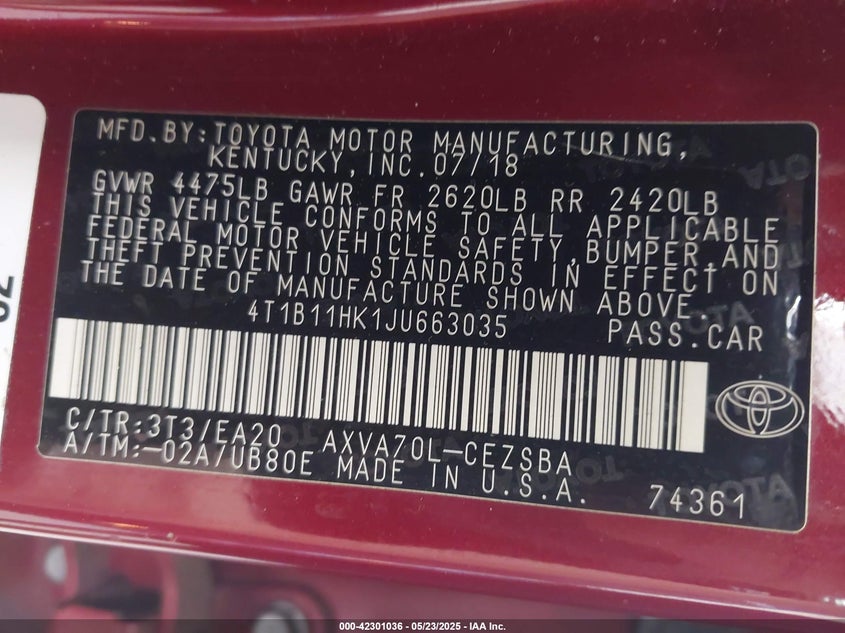 MFD.BY:TOYOTA MOTOR MANUFACTURING,
KENTUCKY,INC.07/18
GVWR 4475LB GAWR FR 2620LB RR 2420LB
THIS VEHICLE CONFORMS TO ALL APPLICABLE
FEDERAL MOTOR VEHICLE SAFETY,BUMPER,AND
THEFT PREVENTION STANDARDS IN EFFECT ON
THE DATE OF MANUFACTURE SHOWN ABOVE.
4T1B11HK1JU663035 PASS.CAR
C/TR:3T3/EA20 AXVA70L-CEZSBA
A/TM:-02A/UB80E MADE IN U.S.A. 74361
000-42301036 - 05/23/2025 - IAA Inc.